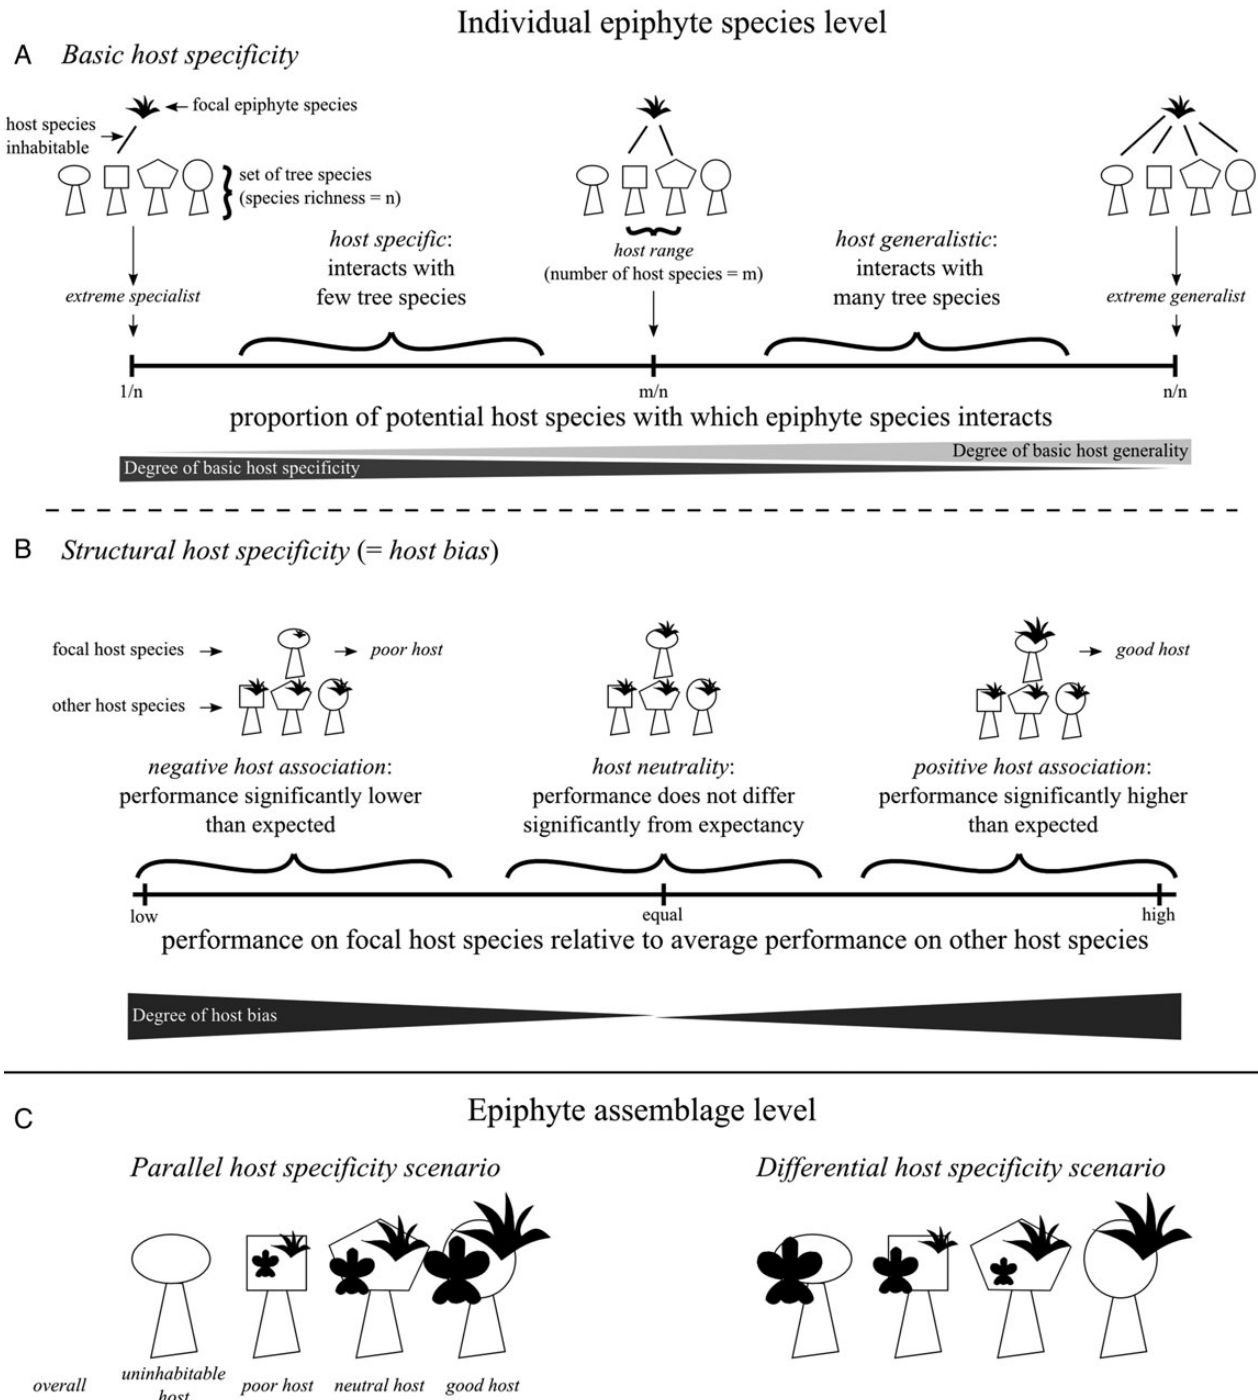 Individual epiphyte species level
A Basic host specificity
focal epiphyte species
host species
inhabitable
set of tree species
(species richness = n)
host specific:
interacts with
few tree species
host range
(number of host species = m)
host generalistic:
interacts with
many tree species
extreme specialist
extreme generalist
1/n m/n n/n
proportion of potential host species with which epiphyte species interacts
Degree of basic host generality
Degree of basic host specificity
B Structural host specificity (= host bias)
focal host species
poor host
good host
other host species
negative host association:
performance significantly lower
than expected
host neutrality:
performance does not differ
significantly from expectancy
positive host association:
performance significantly higher
than expected
low equal high
performance on focal host species relative to average performance on other host species
Degree of host bias
C Epiphyte assemblage level
Parallel host specificity scenario
Differential host specificity scenario
overall
uninhabitable
host
poor host
neutral host
good host